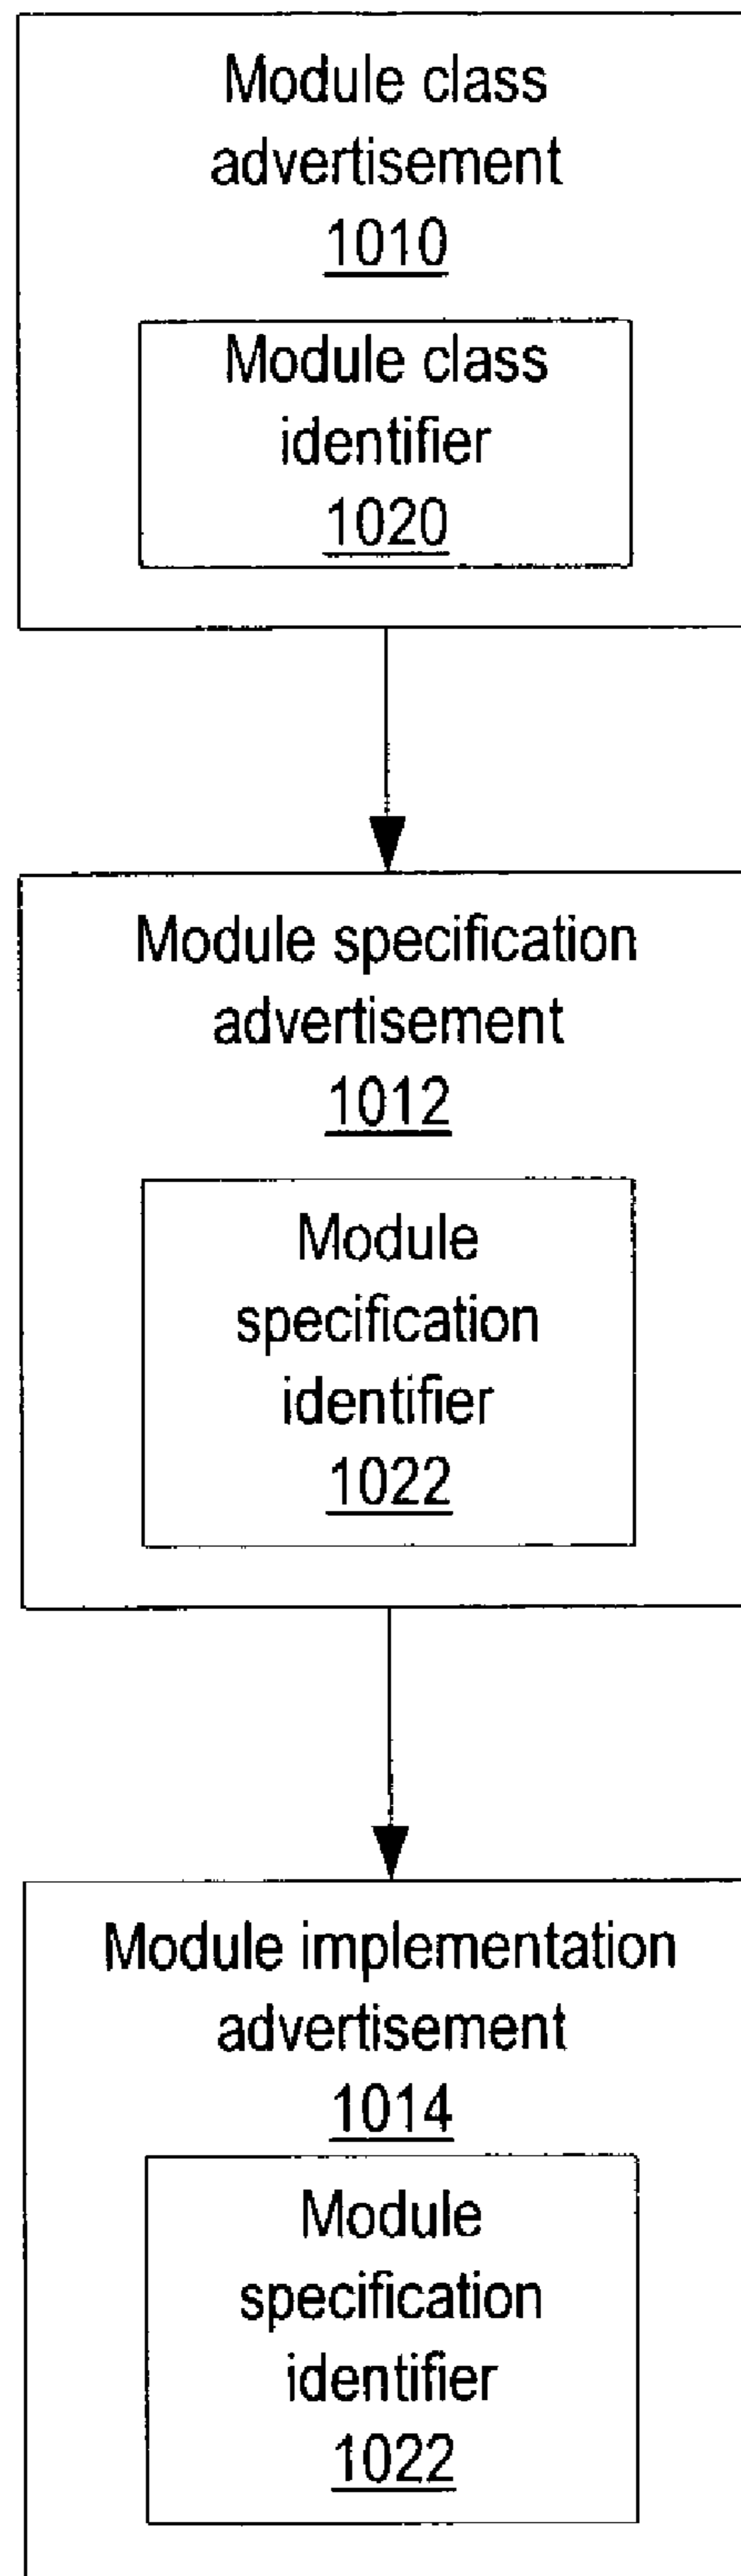 Module class
advertisement
1010
Module class
identifier
1020
Module specification
advertisement
1012
Module
specification
identifier
1022
Module implementation
advertisement
1014
Module
specification
identifier
1022